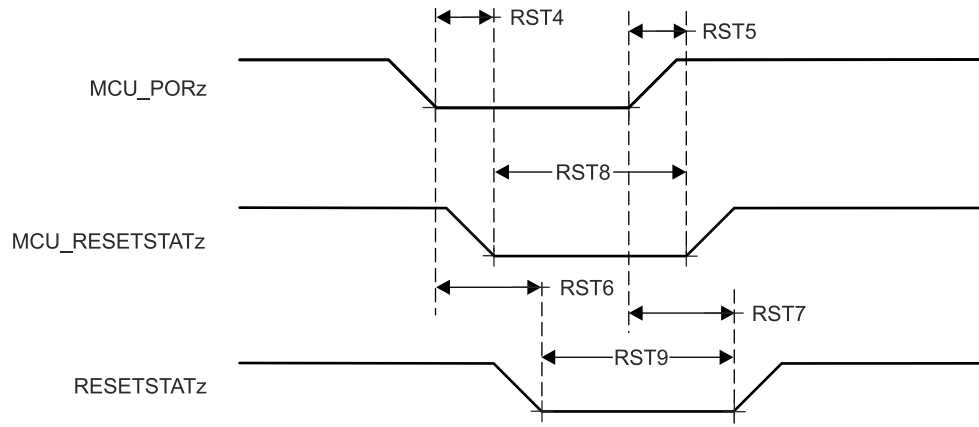 RST4
RST5
MCU_PORz
RST8
MCU_RESETSTATz
RST6
RST7
RST9
RESETSTATz